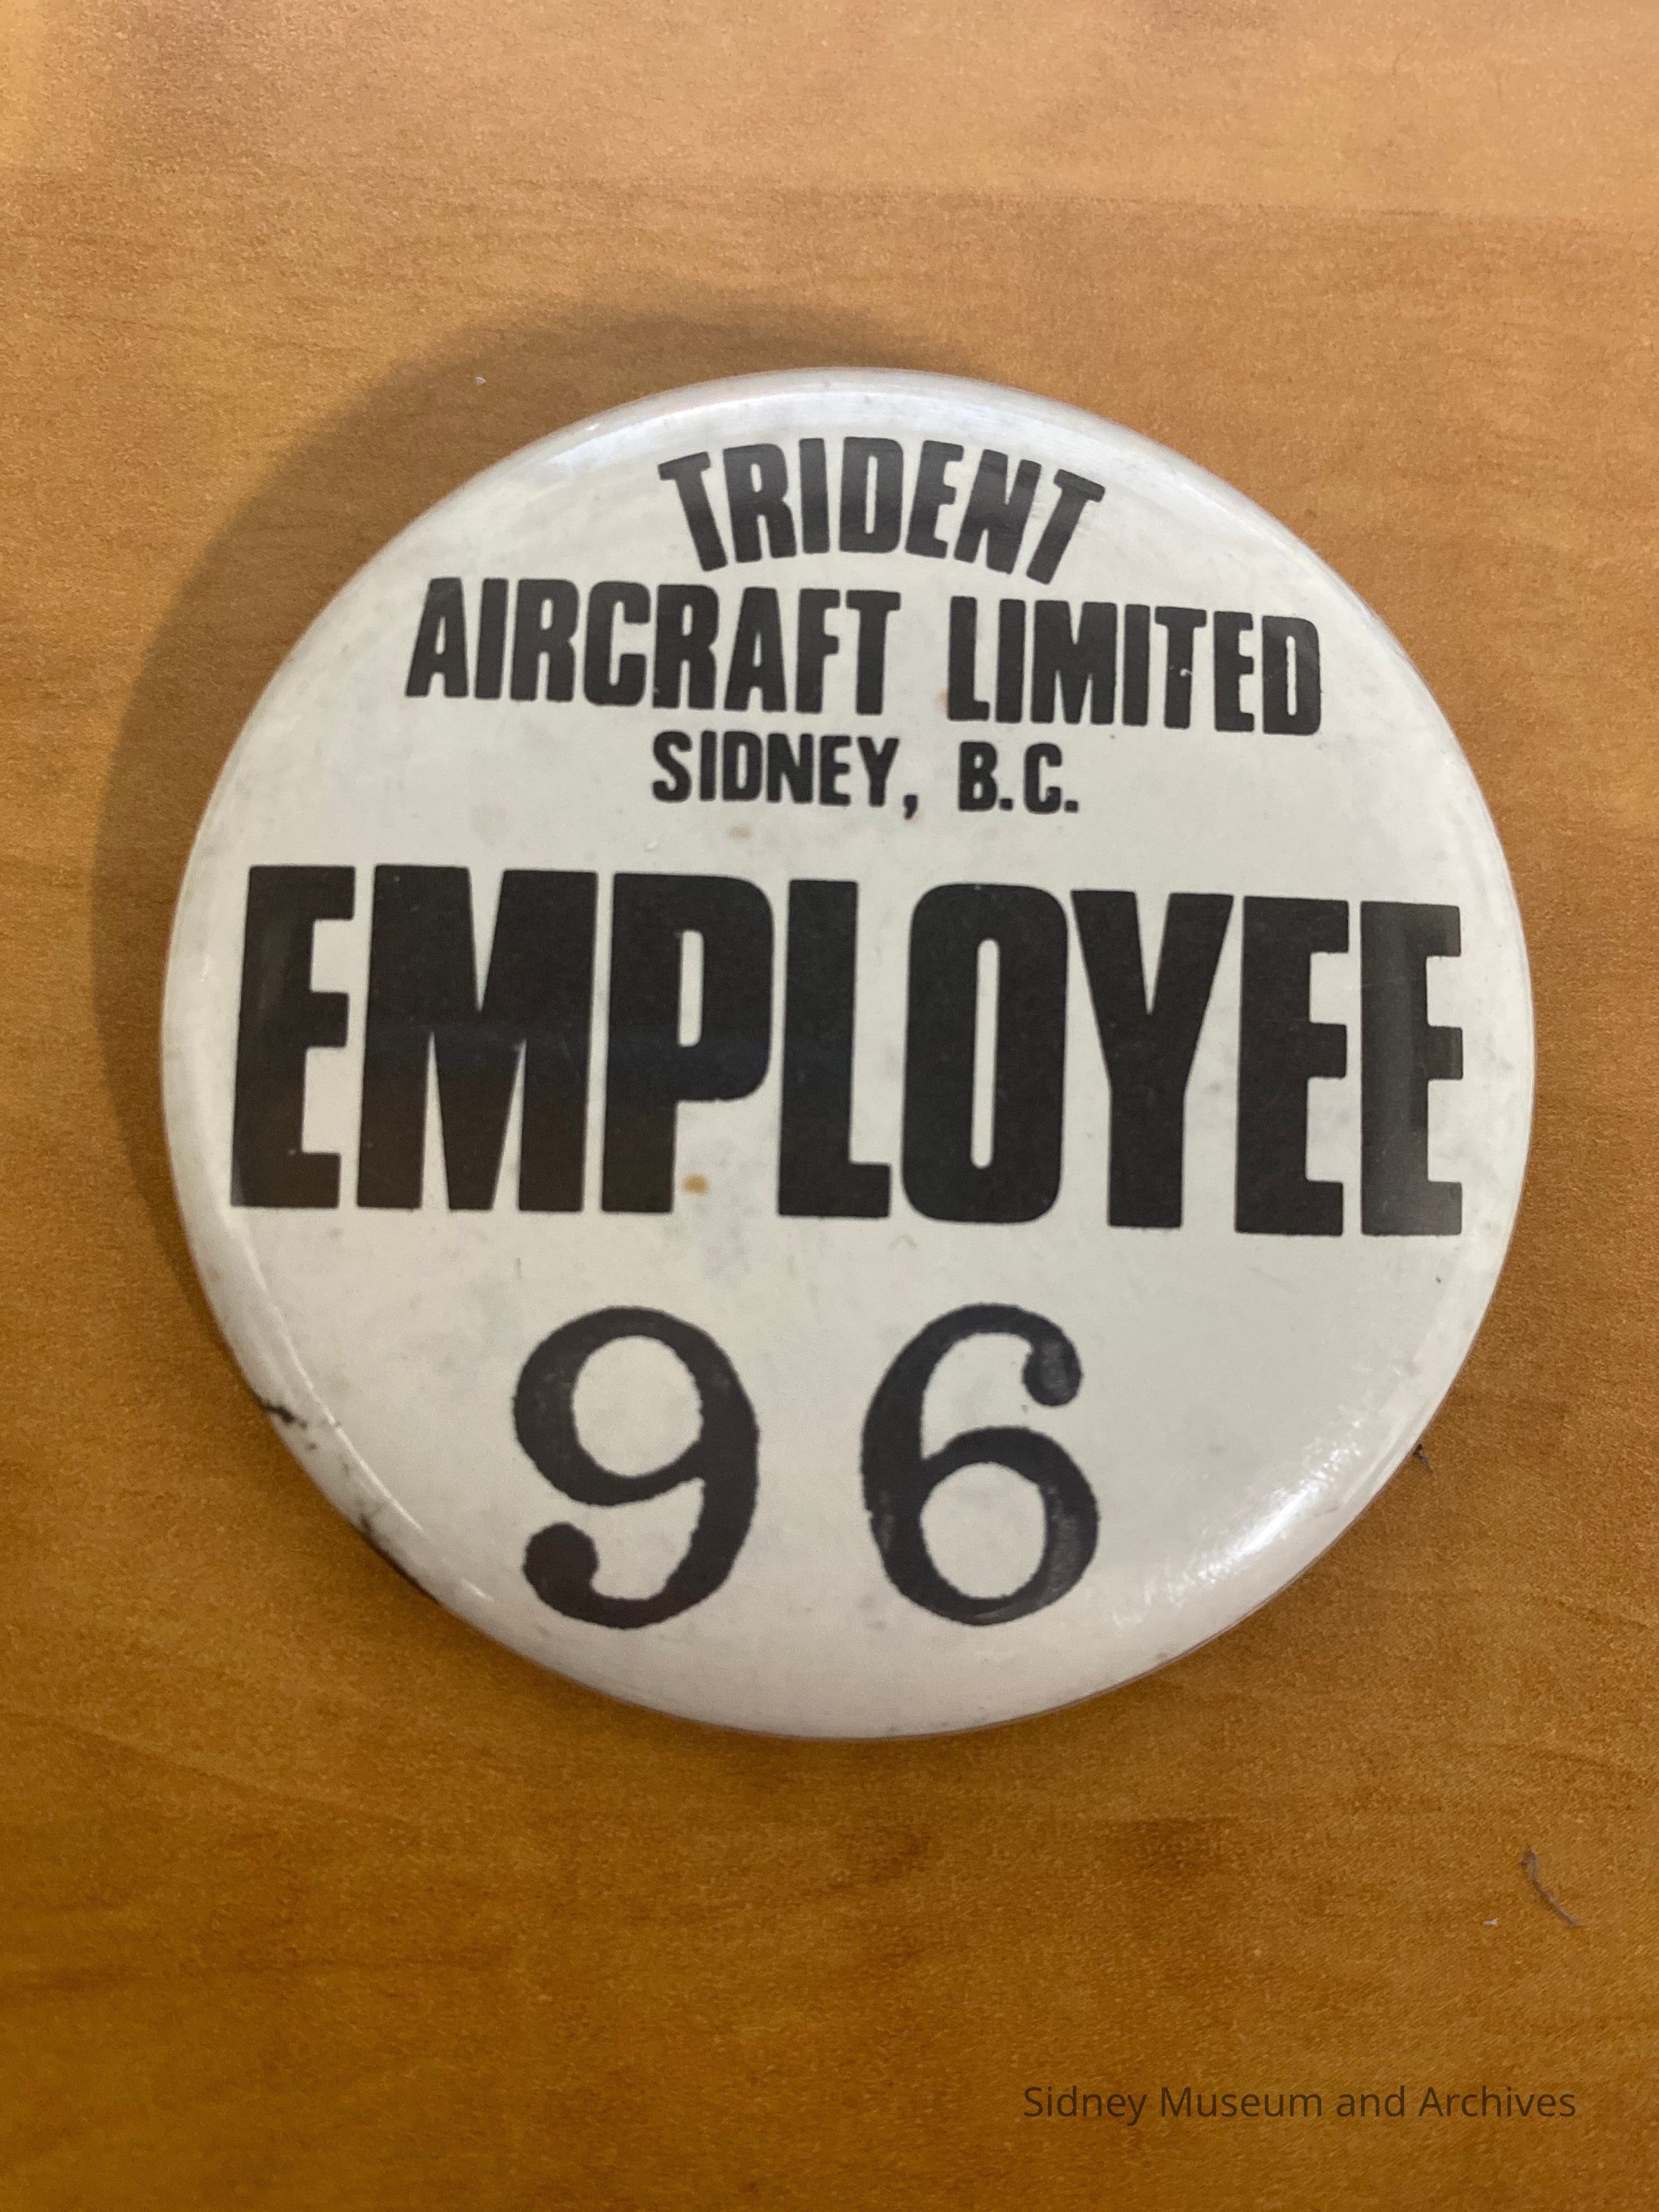 TRIDENT
AIRCRAFT LIMITED
SIDNEY, B.C.
EMPLOYEE
96
Sidney Museum and Archives